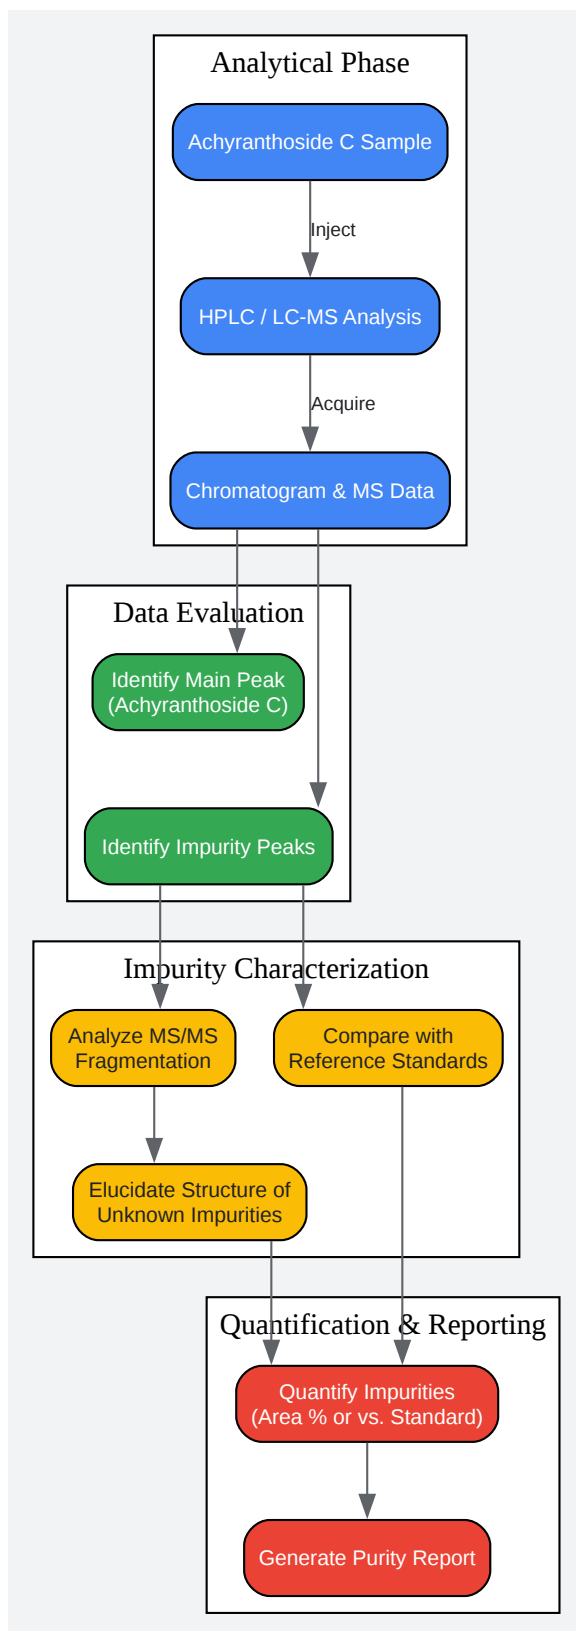 Analytical Phase
Achyranthoside C Sample
Inject
HPLC / LC-MS Analysis
Acquire
Chromatogram & MS Data
Data Evaluation
Identify Main Peak
(Achyranthoside C)
Identify Impurity Peaks
Impurity Characterization
Analyze MS/MS
Fragmentation
Compare with
Reference Standards
Elucidate Structure of
Unknown Impurities
Quantification & Reporting
Quantify Impurities
(Area % or vs. Standard)
Generate Purity Report